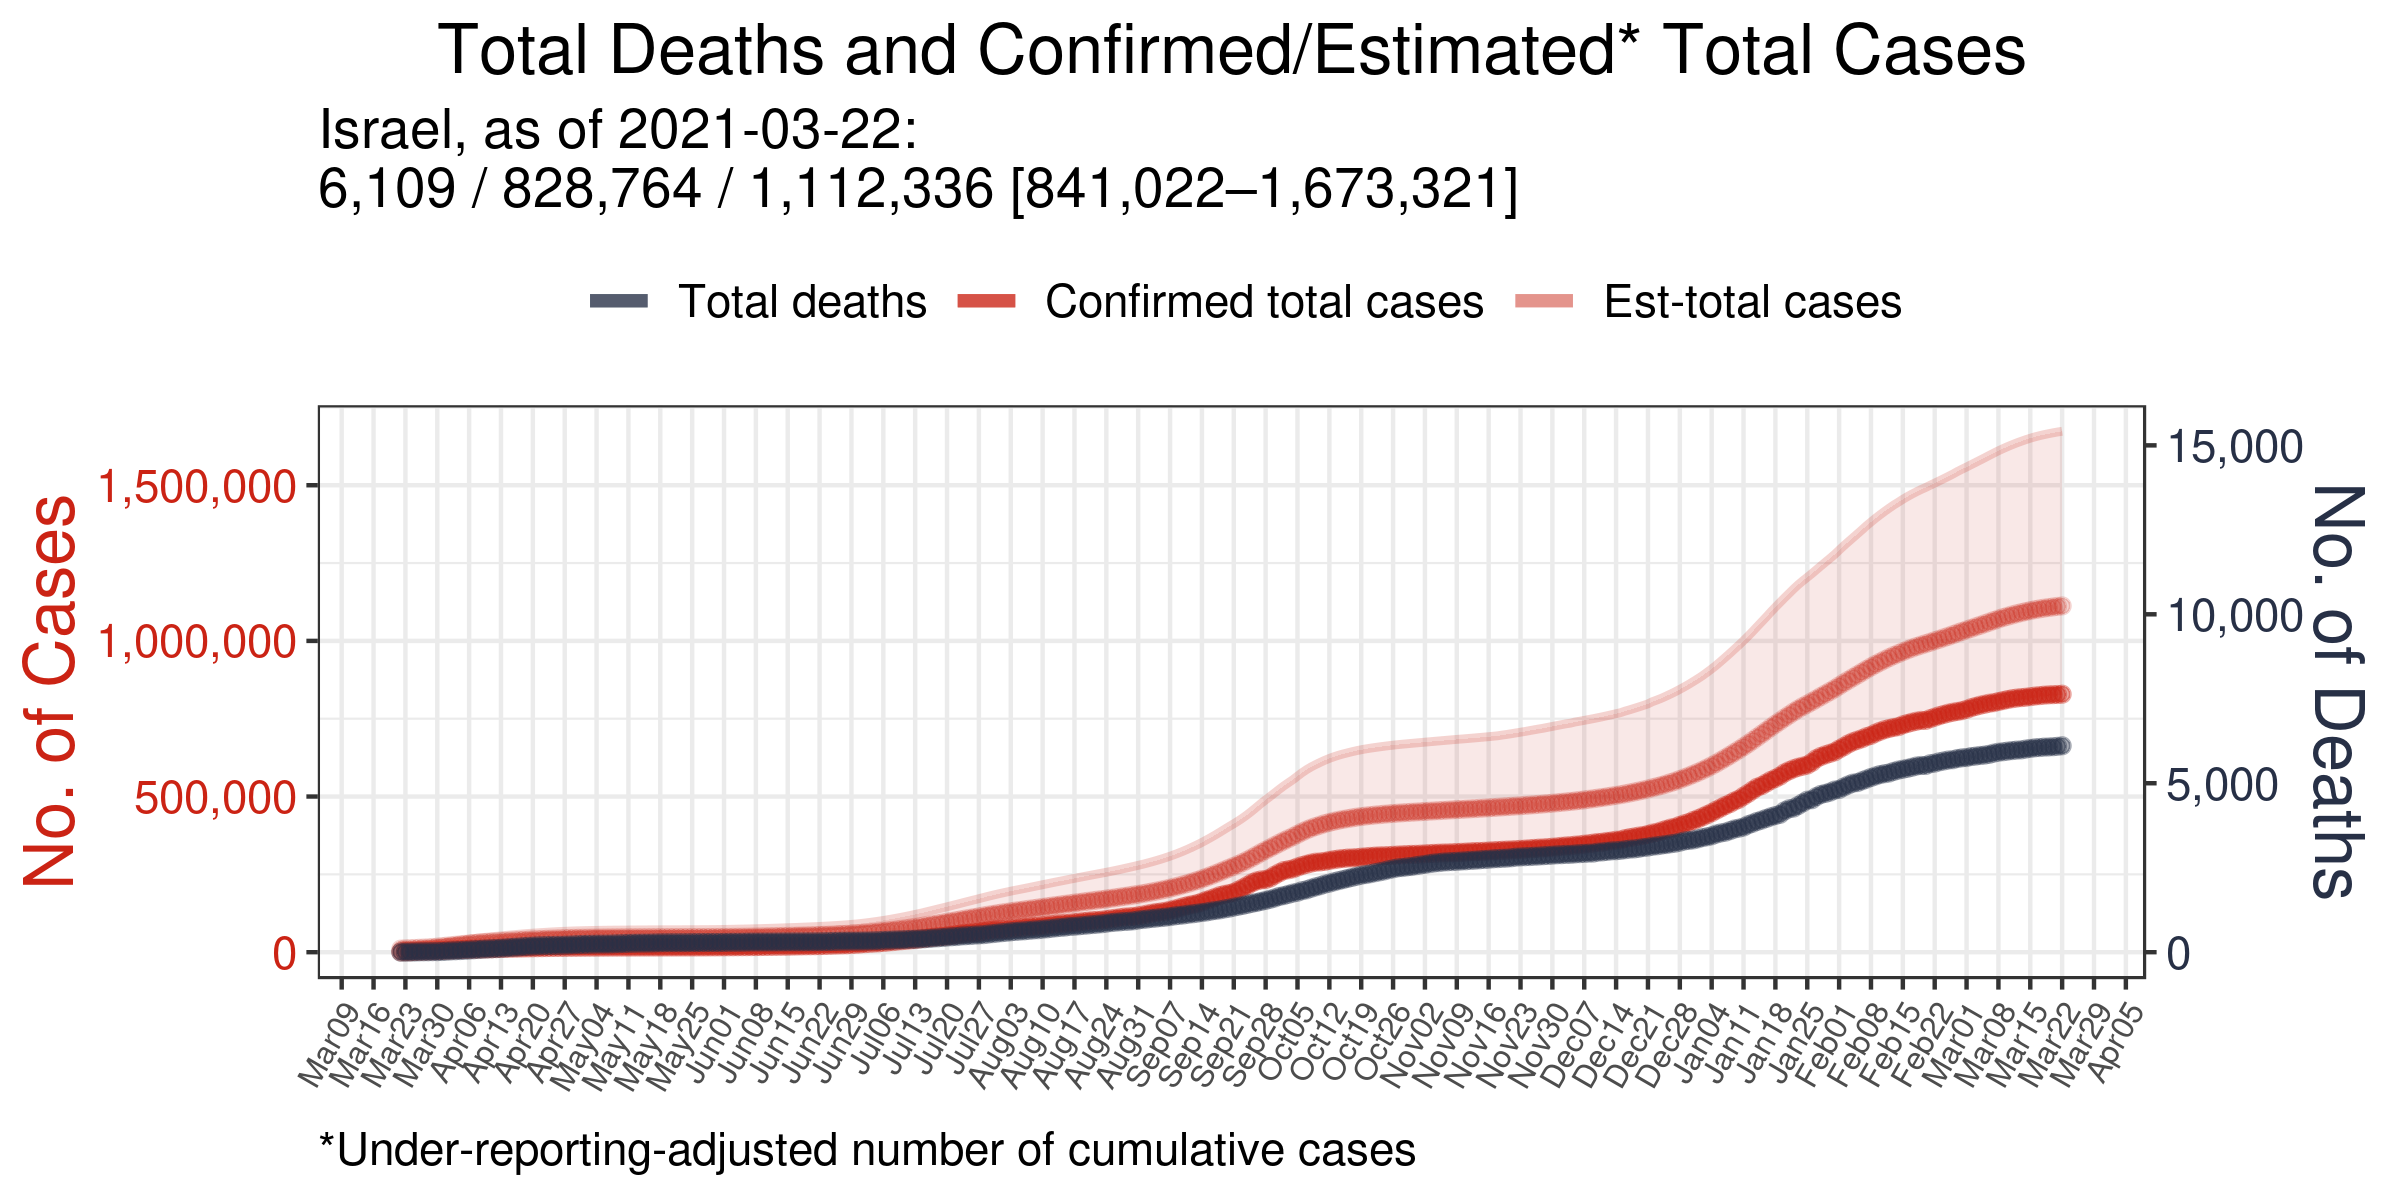 Total Deaths and Confirmed/Estimated* Total Cases
Israel, as of 2021-03-22:
6,109 / 828,764 / 1,112,336 [841,022–1,673,321]
Total deaths
Confirmed total cases
Est-total cases
No. of Cases
1,500,000
1,000,000
500,000
0
15,000
10,000
5,000
0
No. of Deaths
Mar09
Mar16
Mar23
Mar30
Apr06
Apr13
Apr20
Apr27
May04
May11
May18
May25
Jun01
Jun08
Jun15
Jun22
Jun29
Jul06
Jul13
Jul20
Jul27
Aug03
Aug10
Aug17
Aug24
Aug31
Sep07
Sep14
Sep21
Sep28
Oct05
Oct12
Oct19
Oct26
Nov02
Nov09
Nov16
Nov23
Nov30
Dec07
Dec14
Dec21
Dec28
Jan04
Jan11
Jan18
Jan25
Feb01
Feb08
Feb15
Feb22
Mar01
Mar08
Mar15
Mar22
Mar29
Apr05
*Under-reporting-adjusted number of cumulative cases